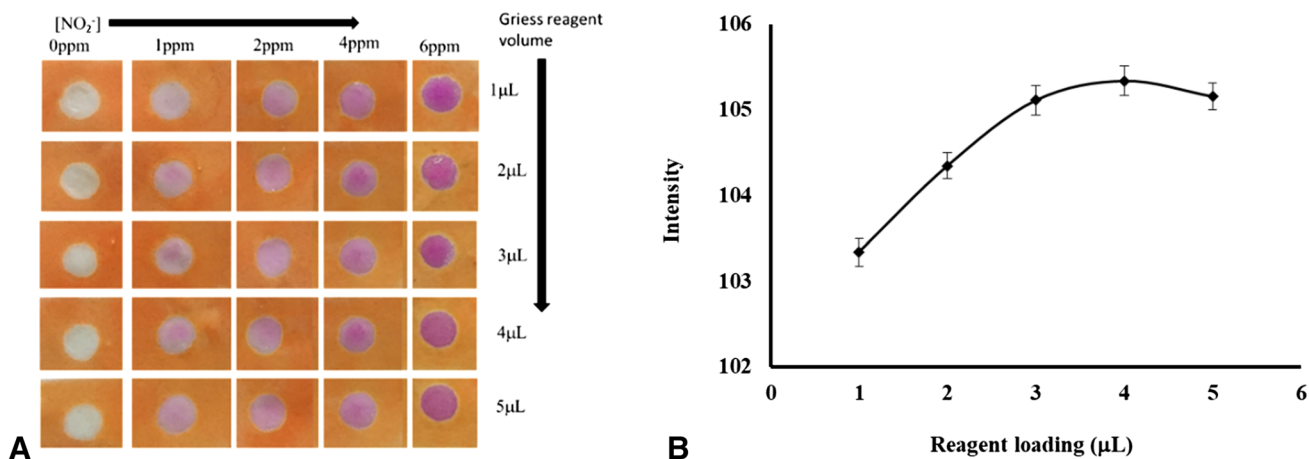 [NO₂⁻]
Griess reagent
volume
0ppm 1ppm 2ppm 4ppm 6ppm
1µL
2µL
3µL
4µL
5µL
A
106
105
104
103
102
0 1 2 3 4 5 6
Intensity
Reagent loading (µL)
B